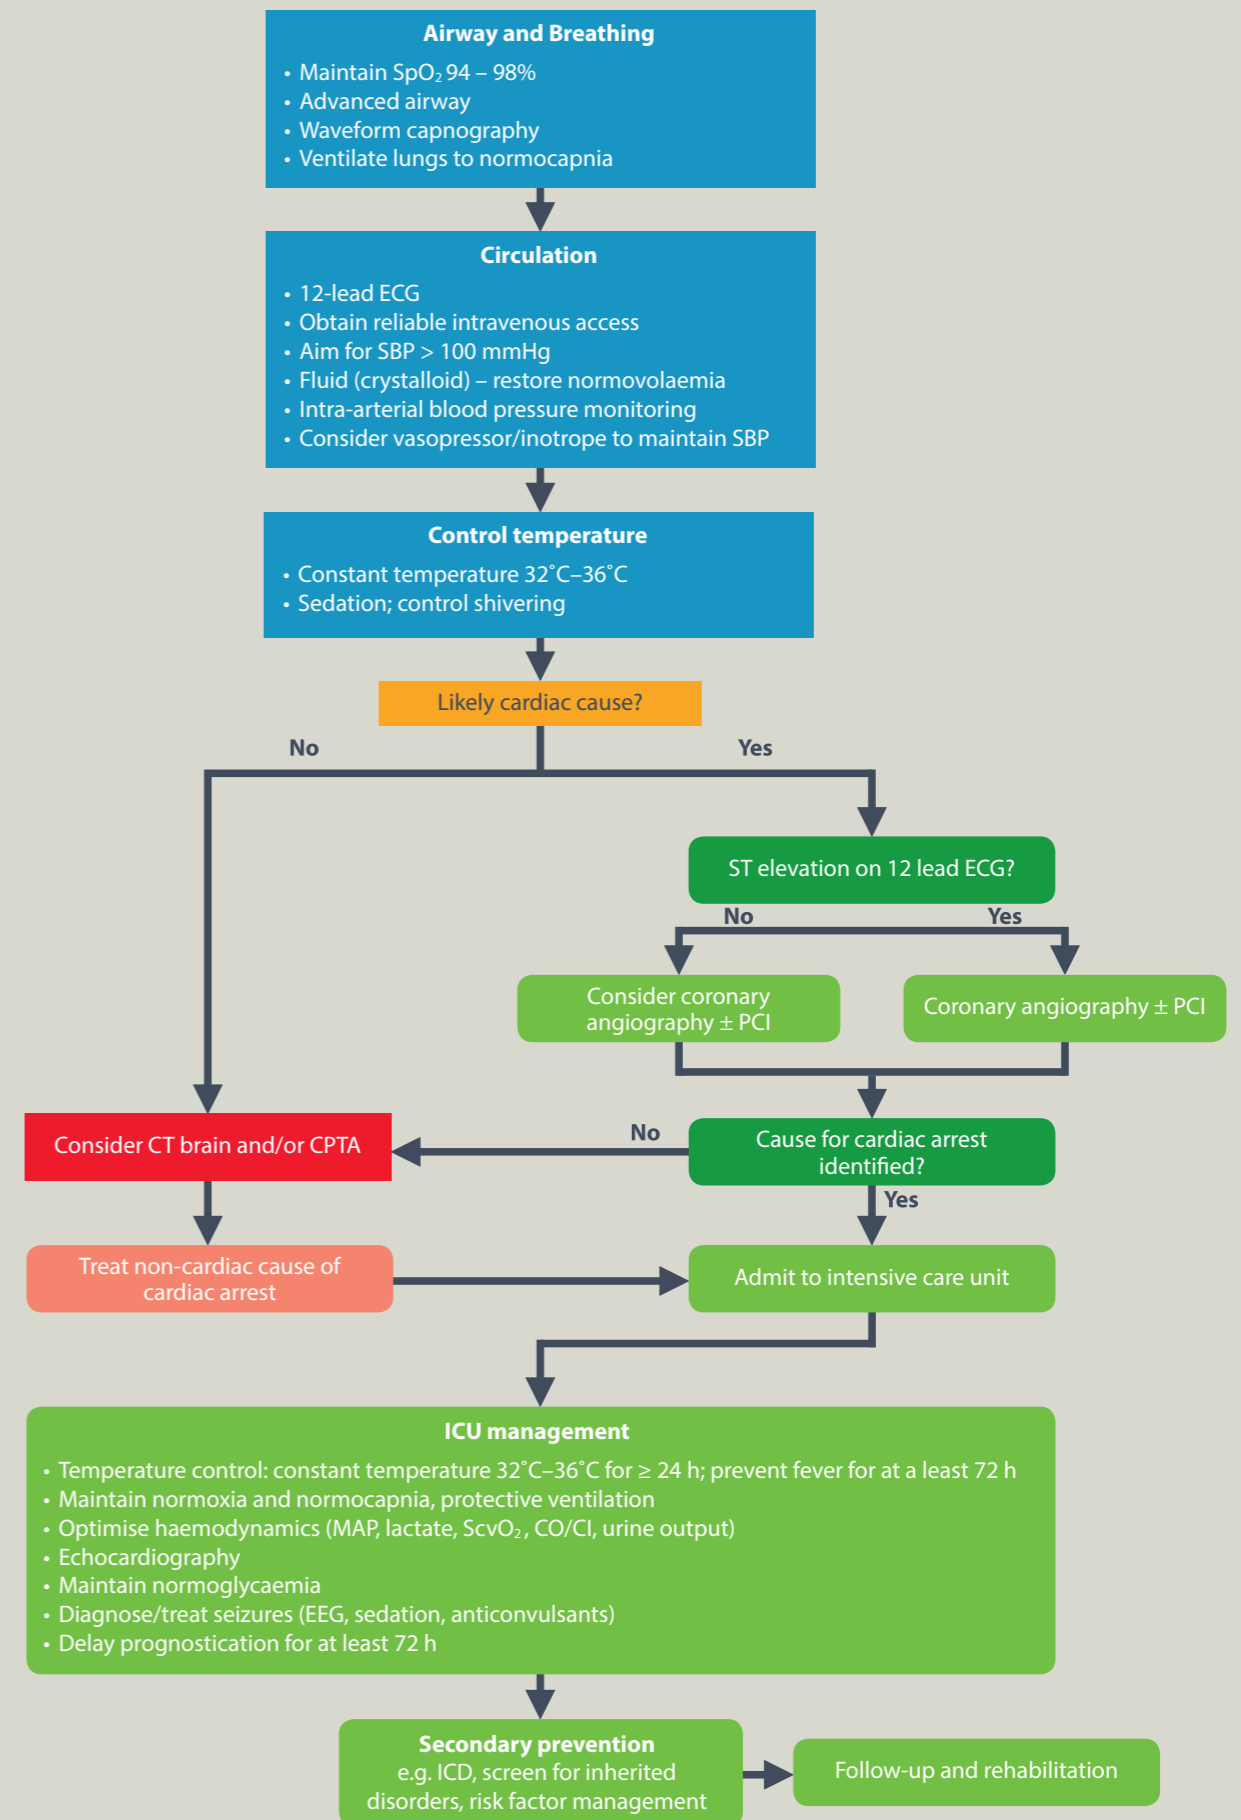 Airway and Breathing
• Maintain SpO₂ 94 – 98%
• Advanced airway
• Waveform capnography
• Ventilate lungs to normocapnia
Circulation
• 12-lead ECG
• Obtain reliable intravenous access
• Aim for SBP > 100 mmHg
• Fluid (crystalloid) – restore normovolaemia
• Intra-arterial blood pressure monitoring
• Consider vasopressor/inotrope to maintain SBP
Control temperature
• Constant temperature 32˚C–36˚C
• Sedation; control shivering
Likely cardiac cause?
No
Yes
ST elevation on 12 lead ECG?
No
Yes
Consider coronary
angiography ± PCI
Coronary angiography ± PCI
Consider CT brain and/or CPTA
No
Cause for cardiac arrest
identified?
Yes
Treat non-cardiac cause of
cardiac arrest
Admit to intensive care unit
ICU management
• Temperature control: constant temperature 32˚C–36˚C for ≥ 24 h; prevent fever for at a least 72 h
• Maintain normoxia and normocapnia, protective ventilation
• Optimise haemodynamics (MAP, lactate, ScvO₂, CO/CI, urine output)
• Echocardiography
• Maintain normoglycaemia
• Diagnose/treat seizures (EEG, sedation, anticonvulsants)
• Delay prognostication for at least 72 h
Secondary prevention
e.g. ICD, screen for inherited
disorders, risk factor management
Follow-up and rehabilitation